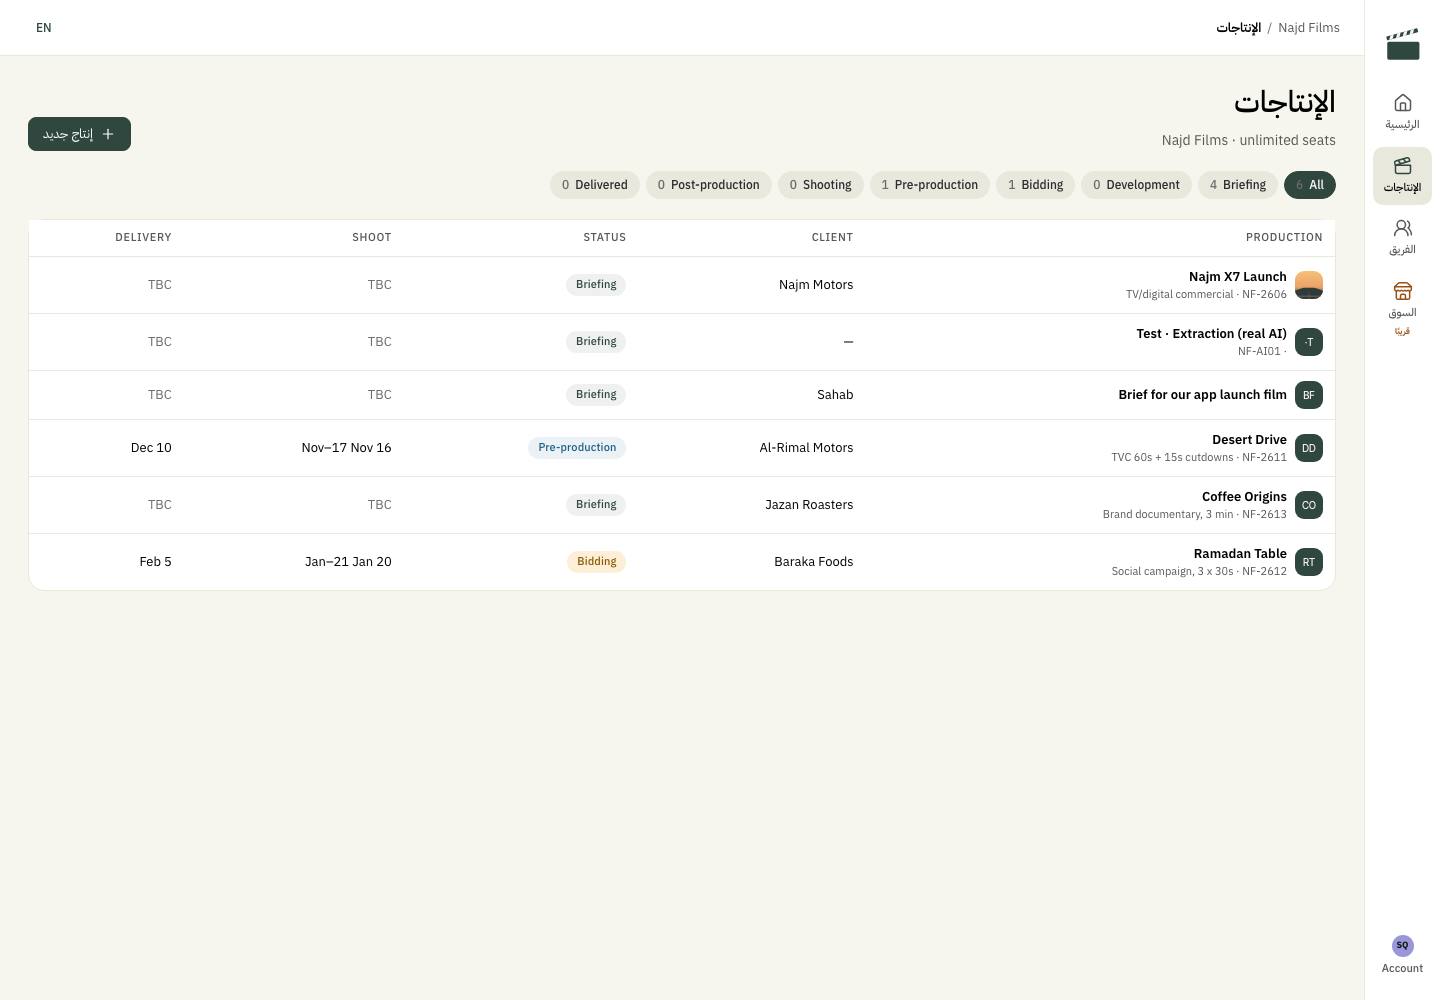 Najd Films / الإنتاجات
EN
الرئيسية
الإنتاجات
الفريق
السوق
قريبًا
SQ
Account
الإنتاجات
Najd Films · unlimited seats
+ إنتاج جديد
All 6
Briefing 4
Development 0
Bidding 1
Pre-production 1
Shooting 0
Post-production 0
Delivered 0
PRODUCTION CLIENT STATUS SHOOT DELIVERY
Najm X7 Launch Najm Motors Briefing TBC TBC
TV/digital commercial · NF-2606
·T Test · Extraction (real AI) — Briefing TBC TBC
NF-AI01 ·
BF Brief for our app launch film Sahab Briefing TBC TBC
DD Desert Drive Al-Rimal Motors Pre-production Nov–17 Nov 16 Dec 10
TVC 60s + 15s cutdowns · NF-2611
CO Coffee Origins Jazan Roasters Briefing TBC TBC
Brand documentary, 3 min · NF-2613
RT Ramadan Table Baraka Foods Bidding Jan–21 Jan 20 Feb 5
Social campaign, 3 x 30s · NF-2612